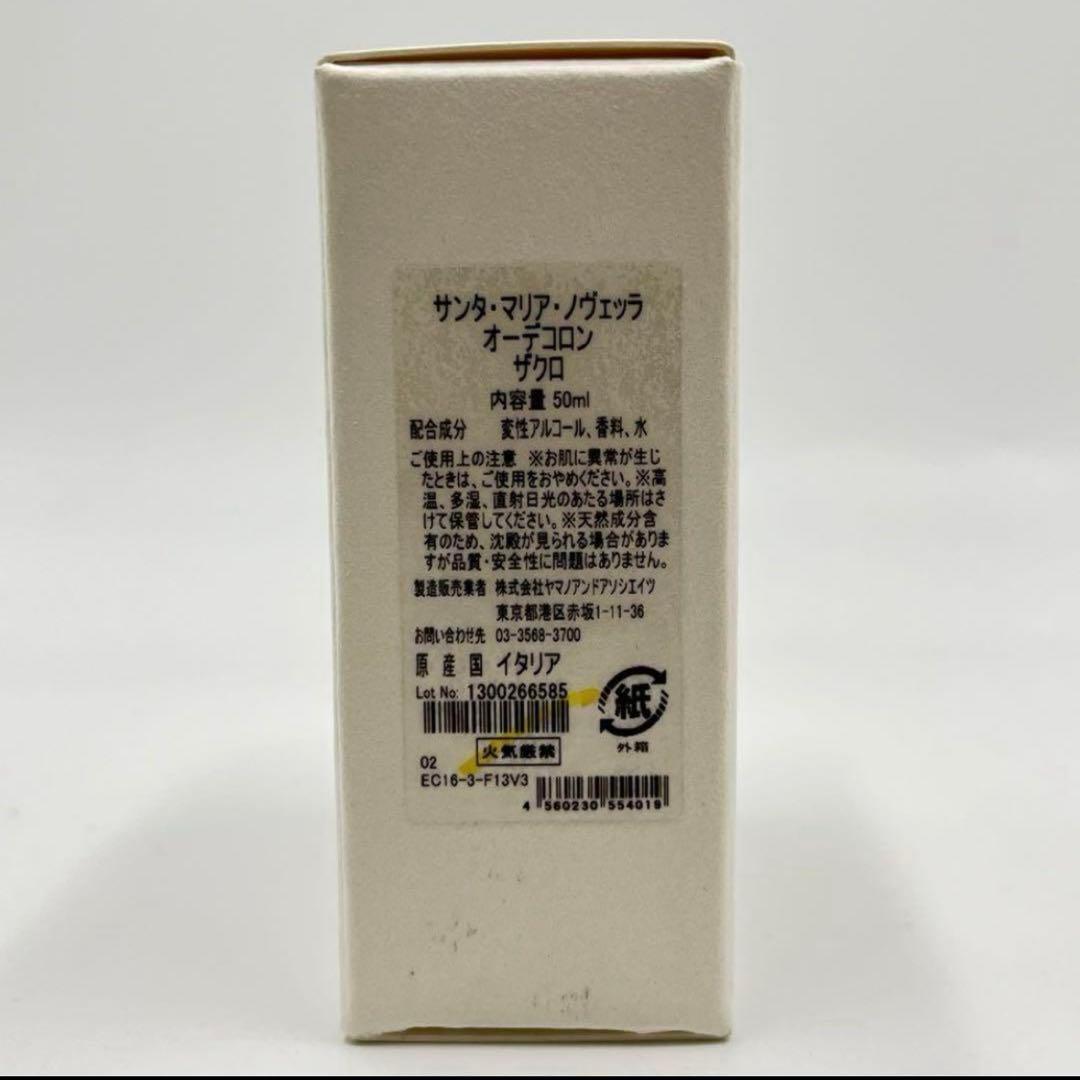 サンタ・マリア・ノヴェッラ
オーデコロン
ザクロ
内容量 50ml
配合成分 変性アルコール、香料、水
ご使用上の注意 ※お肌に異常が生じ
たときは、ご使用をおやめください。※高
温、多湿、直射日光のあたる場所はさ
けて保管してください。※天然成分含
有のため、沈殿が見られる場合がありま
すが品質・安全性に問題はありません。
製造販売業者 株式会社ヤマノアンドアソシエイツ
東京都港区赤坂1-11-36
お問い合わせ先 03-3568-3700
原産国 イタリア
Lot No: 1300266585
紙
外箱
火気厳禁
02
EC16-3-F13V3
4 560230 554019